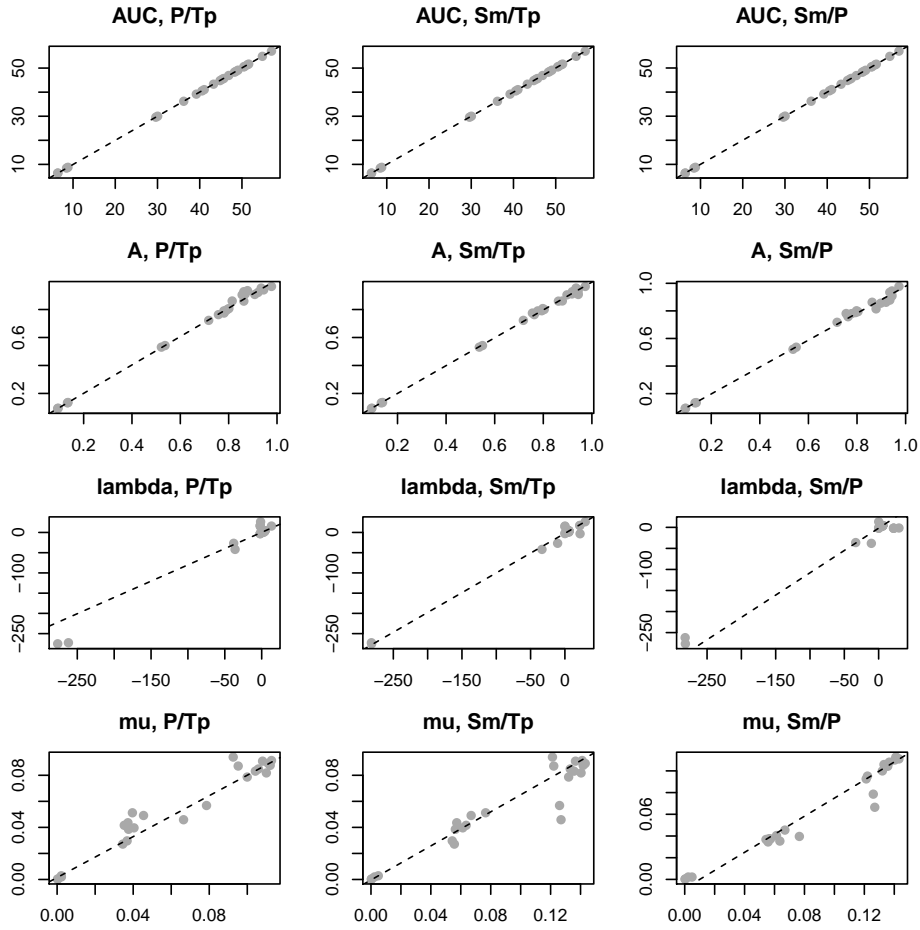 AUC, P/Tp AUC, Sm/Tp AUC, Sm/P
50 50 50
30 30 30
10 10 10
10 20 30 40 50 10 20 30 40 50 10 20 30 40 50
A, P/Tp A, Sm/Tp A, Sm/P
1.0
0.6 0.6 0.6
0.2 0.2 0.2
0.2 0.4 0.6 0.8 1.0 0.2 0.4 0.6 0.8 1.0 0.2 0.4 0.6 0.8 1.0
lambda, P/Tp lambda, Sm/Tp lambda, Sm/P
0 0 0
−100 −100 −100
−250 −250 −250
−250 −150 −50 0 −250 −150 −50 0 −250 −150 −50 0
mu, P/Tp mu, Sm/Tp mu, Sm/P
0.08 0.08
0.06
0.04 0.04
0.00 0.00 0.00
0.00 0.04 0.08 0.00 0.04 0.08 0.12 0.00 0.04 0.08 0.12